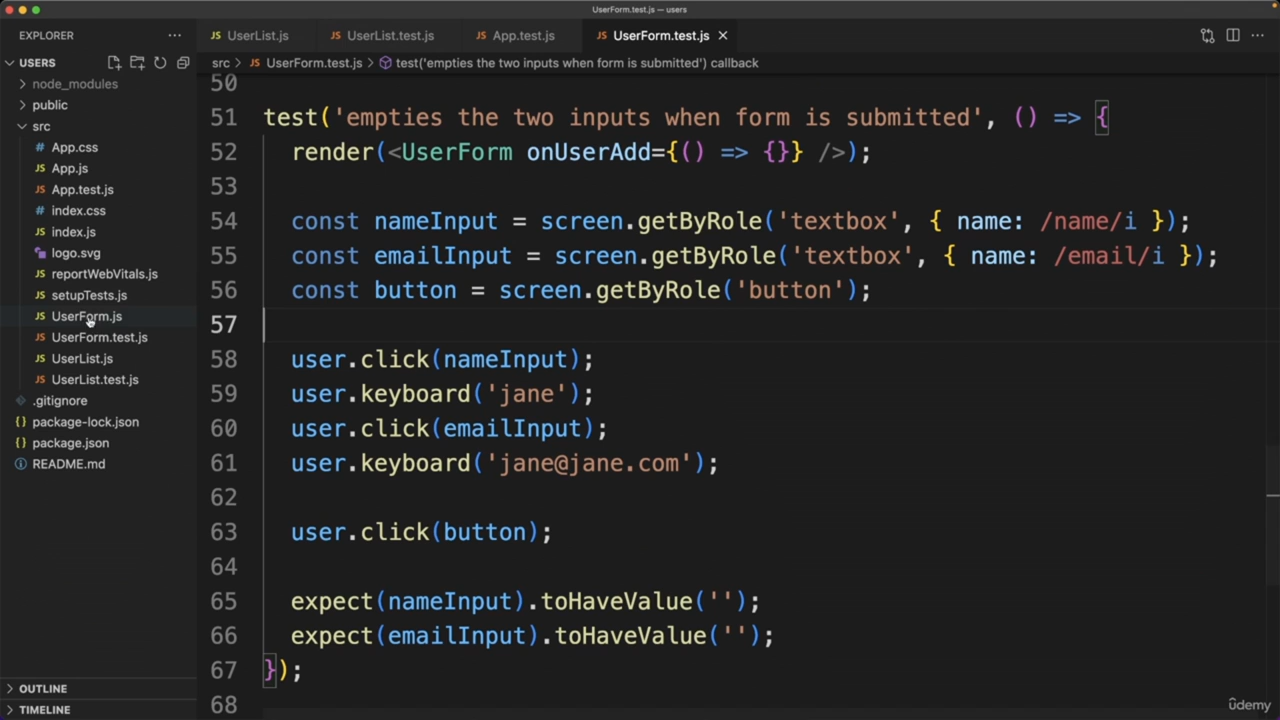 UserForm.test.js — users
EXPLORER
UserList.js
UserList.test.js
App.test.js
UserForm.test.js
USERS
src > UserForm.test.js > test('empties the two inputs when form is submitted') callback
node_modules
public
src
App.css
App.js
App.test.js
index.css
index.js
logo.svg
reportWebVitals.js
setupTests.js
UserForm.js
UserForm.test.js
UserList.js
UserList.test.js
.gitignore
package-lock.json
package.json
README.md
OUTLINE
TIMELINE
50
51 test('empties the two inputs when form is submitted', () => {
52 render(<UserForm onUserAdd={() => {}} />);
53
54 const nameInput = screen.getByRole('textbox', { name: /name/i });
55 const emailInput = screen.getByRole('textbox', { name: /email/i });
56 const button = screen.getByRole('button');
57
58 user.click(nameInput);
59 user.keyboard('jane');
60 user.click(emailInput);
61 user.keyboard('jane@jane.com');
62
63 user.click(button);
64
65 expect(nameInput).toHaveValue('');
66 expect(emailInput).toHaveValue('');
67 });
68
udemy